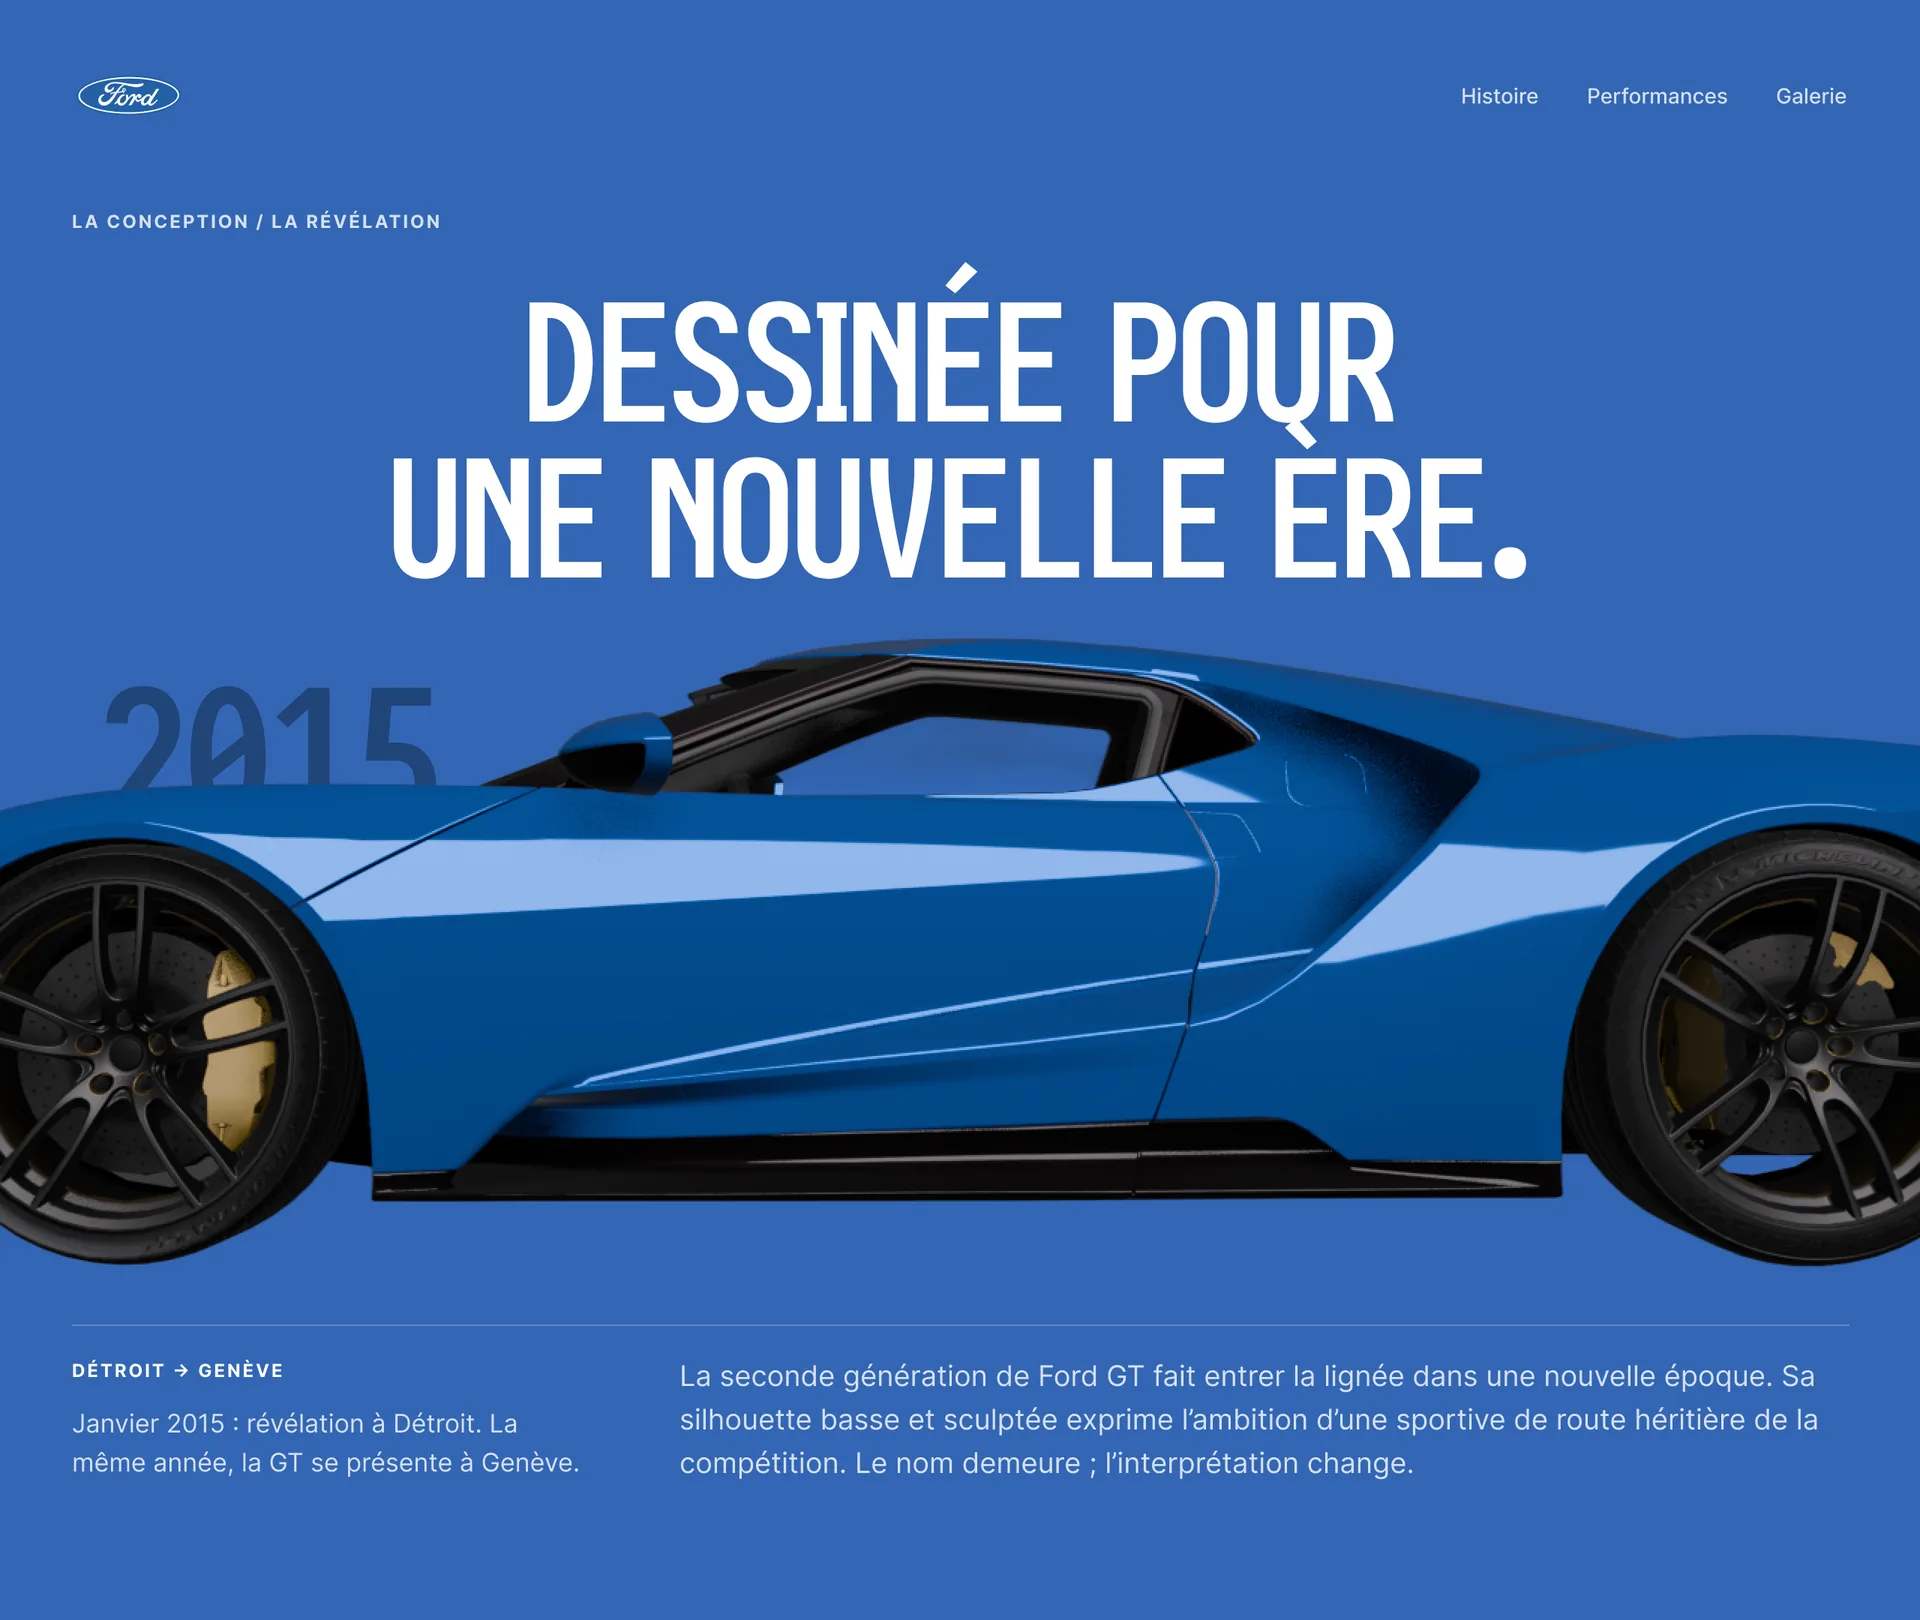 Ford
Histoire Performances Galerie
LA CONCEPTION / LA RÉVÉLATION
DESSINÉE POUR
UNE NOUVELLE ÈRE.
2015
MICHELIN
DÉTROIT → GENÈVE
Janvier 2015 : révélation à Détroit. La
même année, la GT se présente à Genève.
La seconde génération de Ford GT fait entrer la lignée dans une nouvelle époque. Sa
silhouette basse et sculptée exprime l’ambition d’une sportive de route héritière de la
compétition. Le nom demeure ; l’interprétation change.